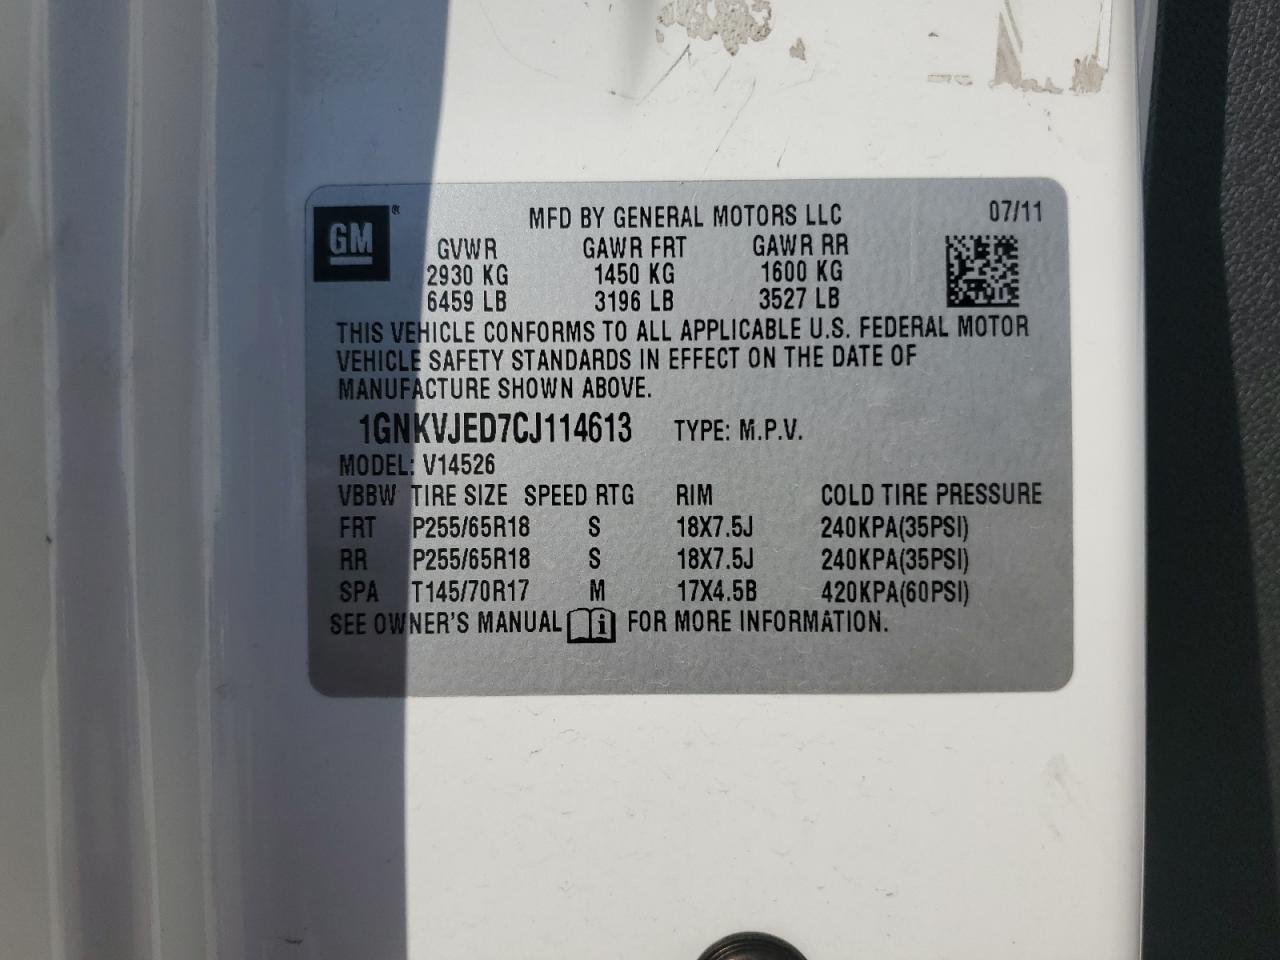 GM®
MFD BY GENERAL MOTORS LLC 07/11
GVWR GAWR FRT GAWR RR
2930 KG 1450 KG 1600 KG
6459 LB 3196 LB 3527 LB
THIS VEHICLE CONFORMS TO ALL APPLICABLE U.S. FEDERAL MOTOR
VEHICLE SAFETY STANDARDS IN EFFECT ON THE DATE OF
MANUFACTURE SHOWN ABOVE.
1GNKVJED7CJ114613 TYPE: M.P.V.
MODEL: V14526
VBBW TIRE SIZE SPEED RTG RIM COLD TIRE PRESSURE
FRT P255/65R18 S 18X7.5J 240KPA(35PSI)
RR P255/65R18 S 18X7.5J 240KPA(35PSI)
SPA T145/70R17 M 17X4.5B 420KPA(60PSI)
SEE OWNER'S MANUAL i FOR MORE INFORMATION.